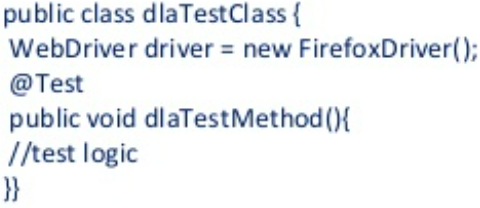 public class dlaTestClass {
WebDriver driver = new FirefoxDriver();
@Test
public void dlaTestMethod(){
//test logic
}}